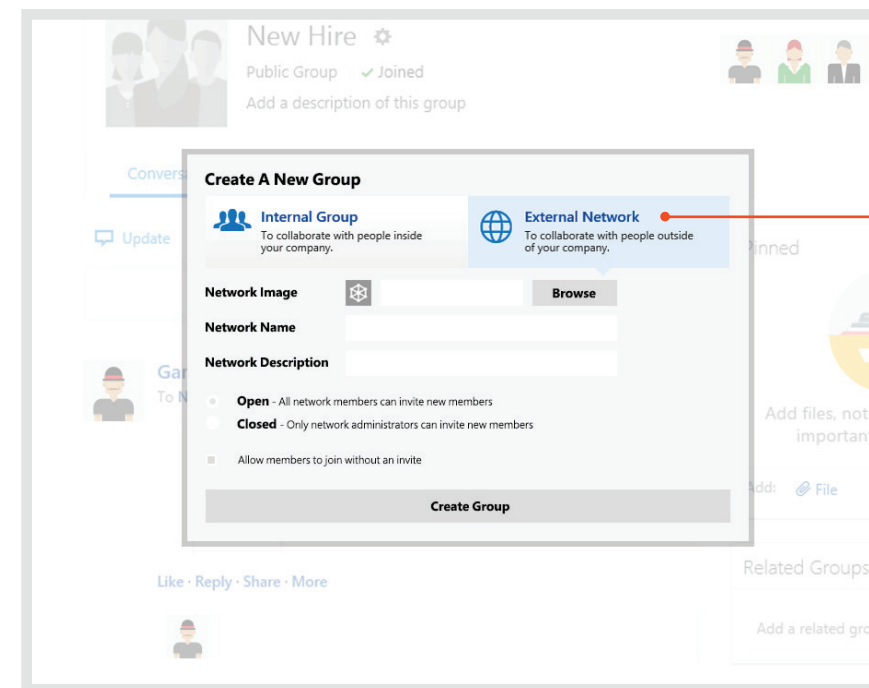 New Hire
Public Group Joined
Add a description of this group
Convers
Create A New Group
Internal Group
To collaborate with people inside
your company.
External Network
To collaborate with people outside
of your company.
Update
Pinned
Network Image
Browse
Network Name
Network Description
Gar
To N
Open - All network members can invite new members
Closed - Only network administrators can invite new members
Allow members to join without an invite
Create Group
Add files, not
importan
Add: File
Like · Reply · Share · More
Related Groups
Add a related gro